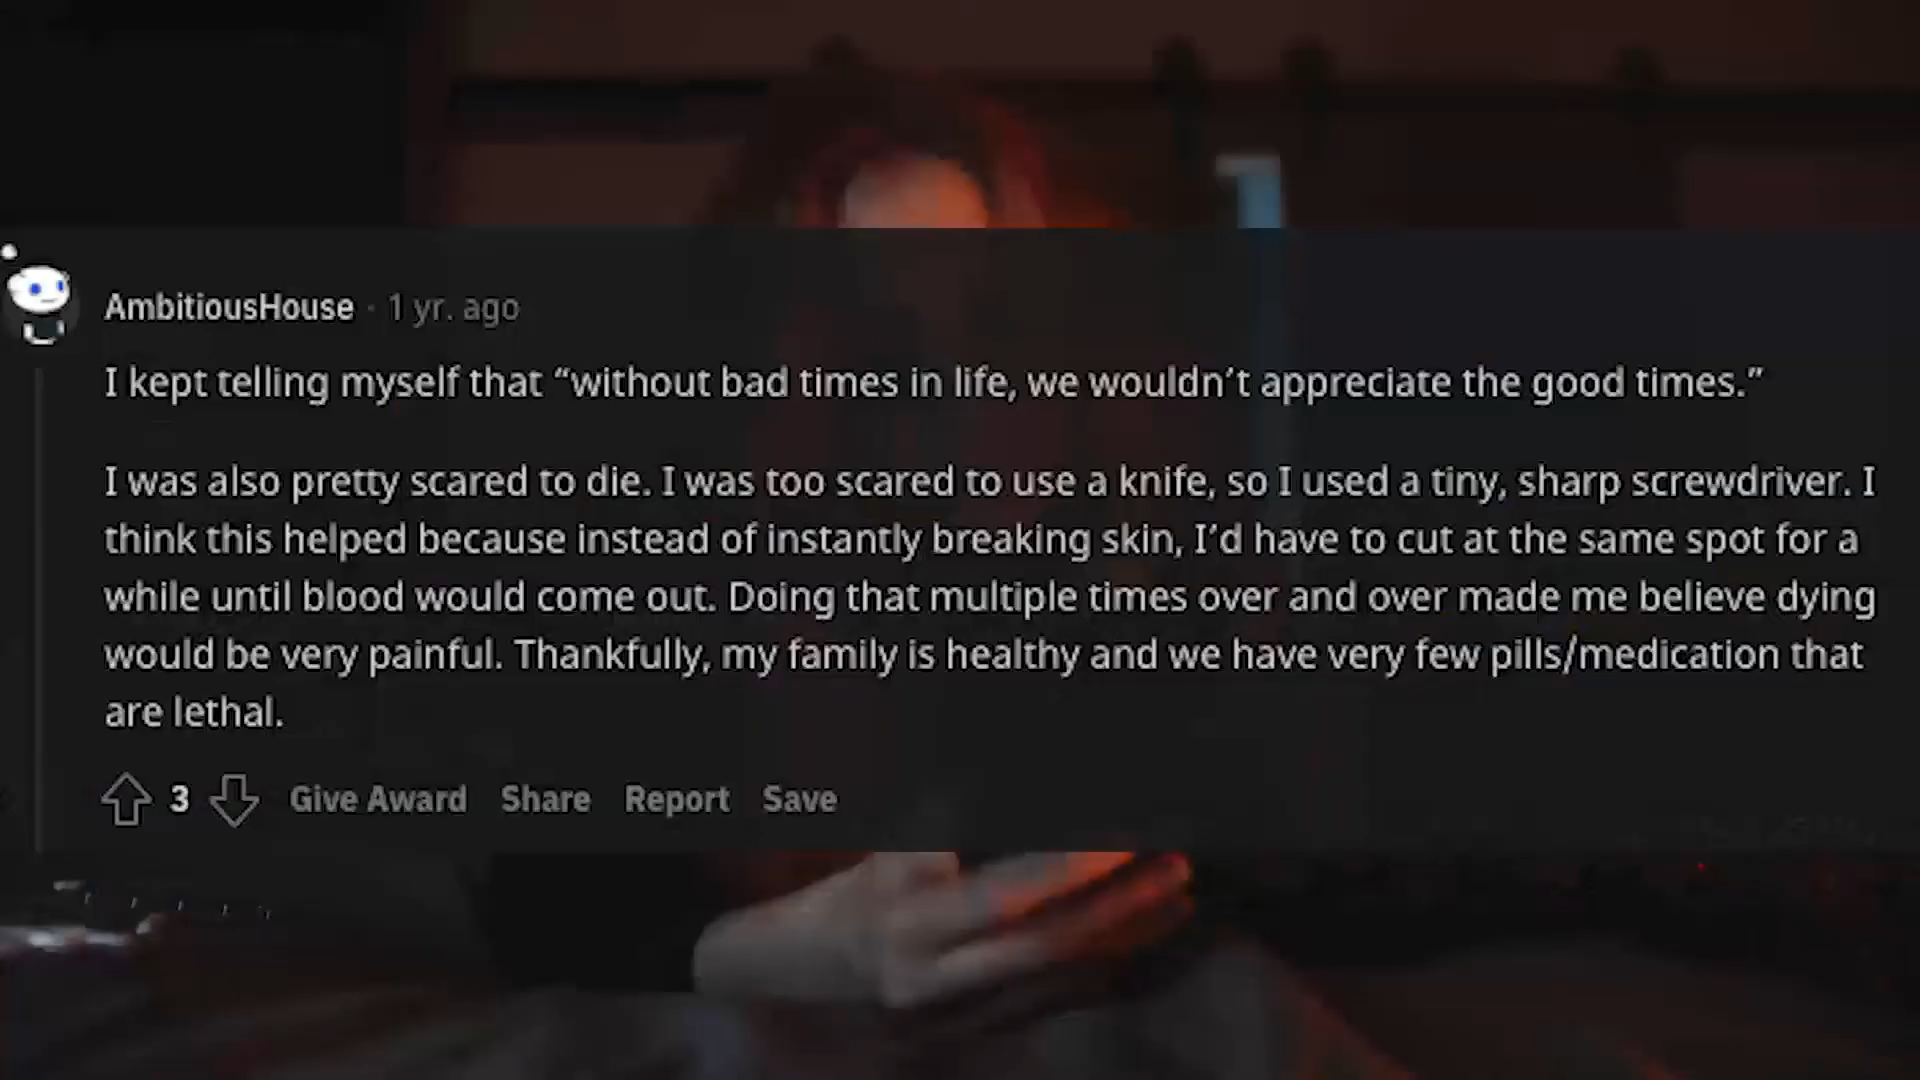 AmbitiousHouse · 1 yr. ago
I kept telling myself that “without bad times in life, we wouldn’t appreciate the good times.”
I was also pretty scared to die. I was too scared to use a knife, so I used a tiny, sharp screwdriver. I
think this helped because instead of instantly breaking skin, I’d have to cut at the same spot for a
while until blood would come out. Doing that multiple times over and over made me believe dying
would be very painful. Thankfully, my family is healthy and we have very few pills/medication that
are lethal.
3 Give Award Share Report Save